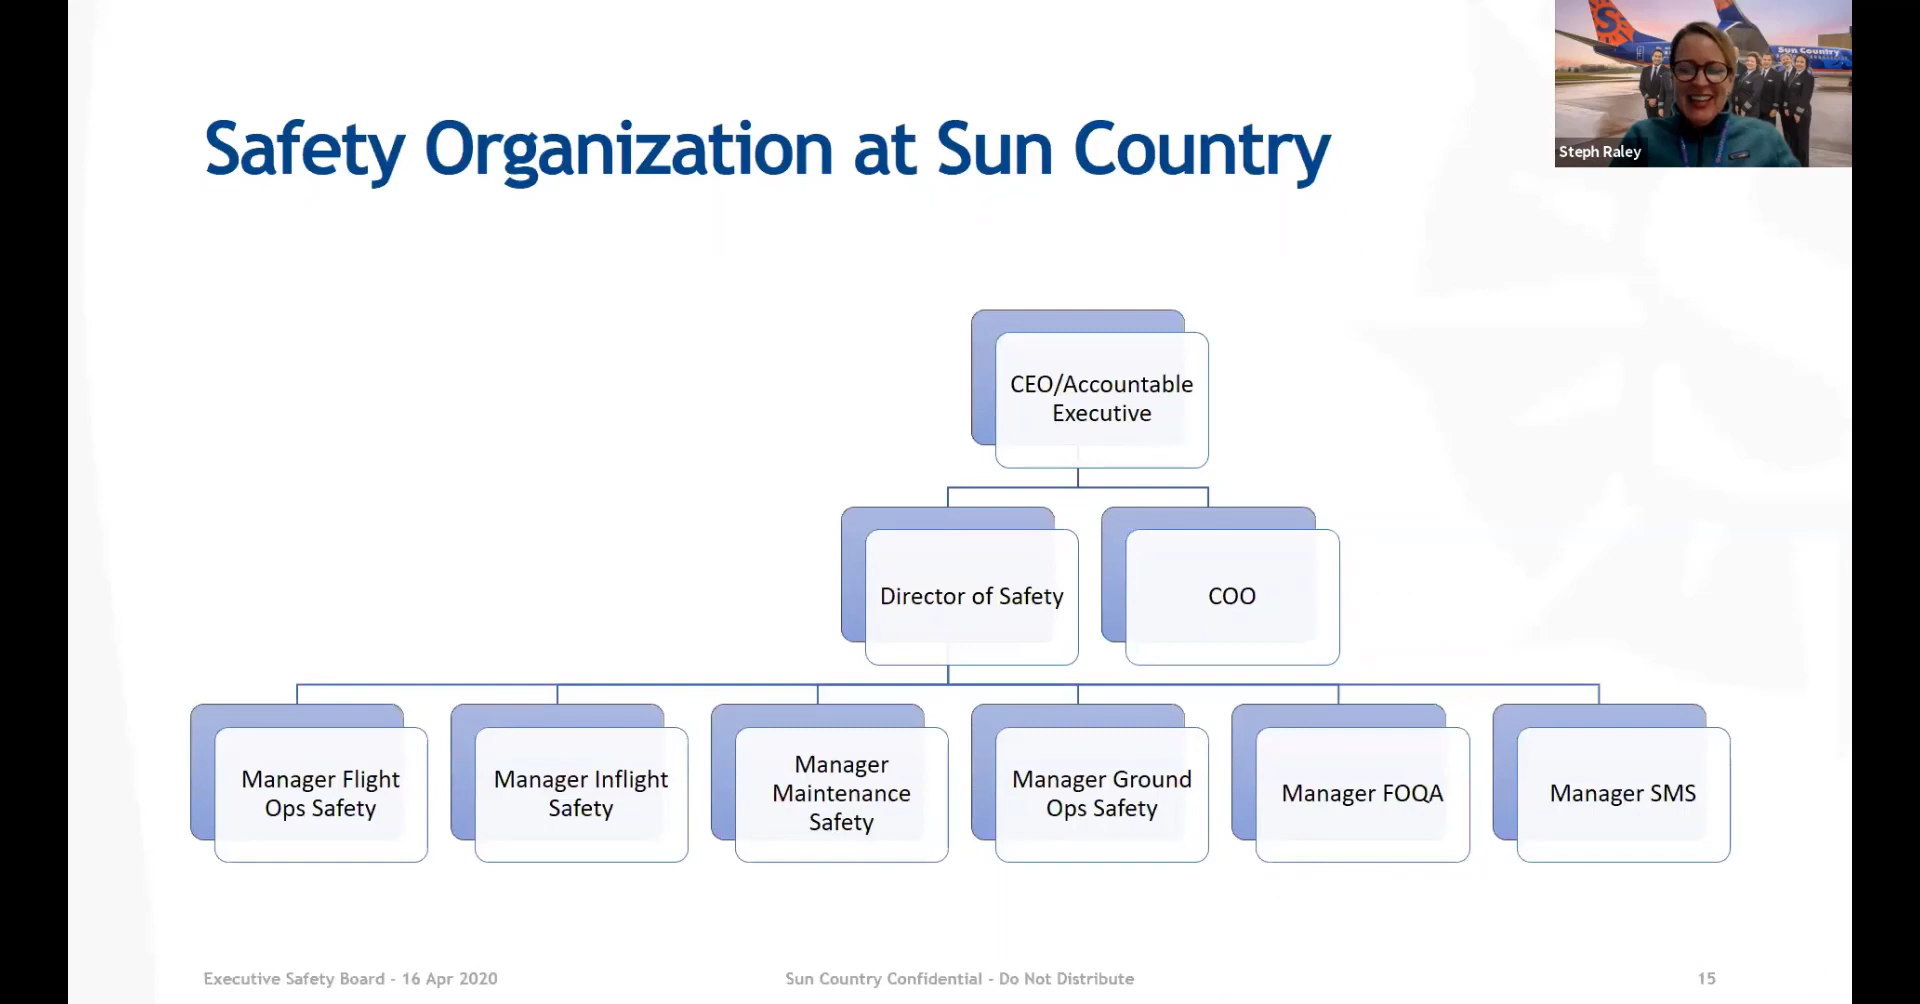 Sun Country
Steph Raley
Safety Organization at Sun Country
CEO/Accountable
Executive
Director of Safety
COO
Manager Flight
Ops Safety
Manager Inflight
Safety
Manager
Maintenance
Safety
Manager Ground
Ops Safety
Manager FOQA
Manager SMS
Executive Safety Board - 16 Apr 2020
Sun Country Confidential - Do Not Distribute
15